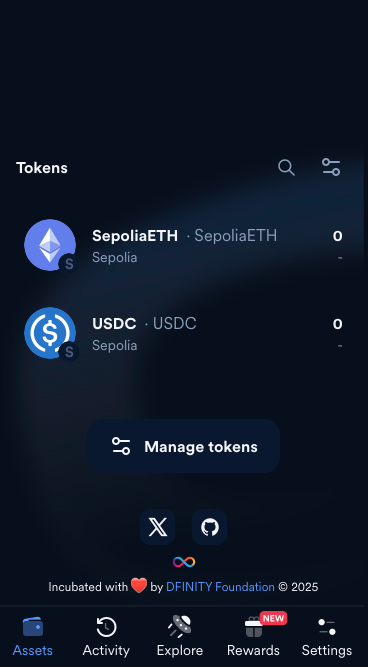 Tokens
SepoliaETH · SepoliaETH 0
S Sepolia -
USDC · USDC 0
S Sepolia -
Manage tokens
Incubated with ❤️ by DFINITY Foundation © 2025
NEW
Assets Activity Explore Rewards Settings